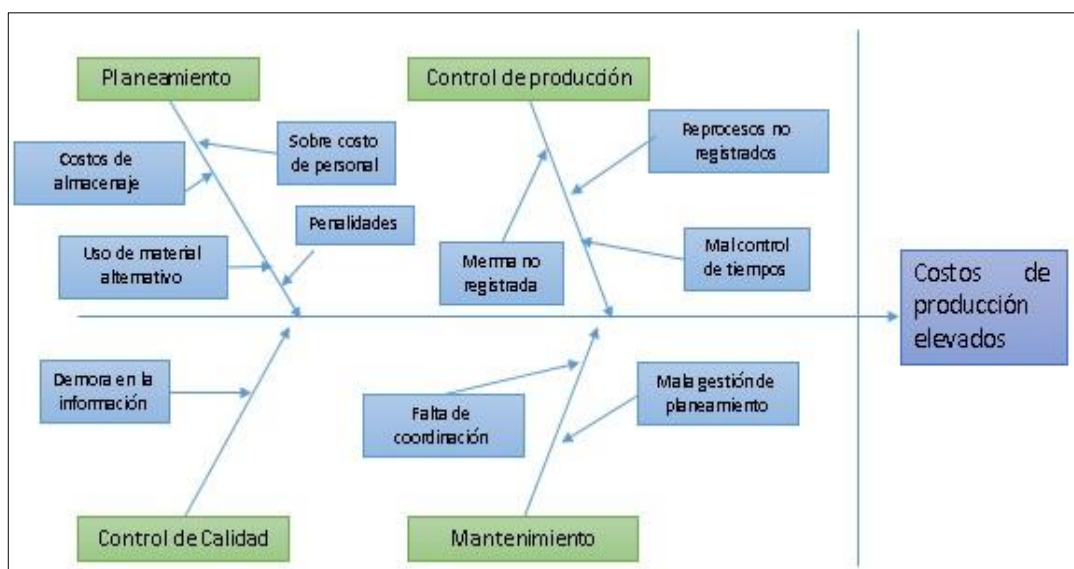 Planeamiento
Control de producción
Sobre costo
de personal
Reprocesos no
registrados
Costos de
almacenaje
Penalidades
Uso de material
alternativo
Merma no
registrada
Mal control
de tiempos
Costos de
producción
elevados
Demora en la
información
Falta de
coordinación
Mala gestión de
planeamiento
Control de Calidad
Mantenimiento